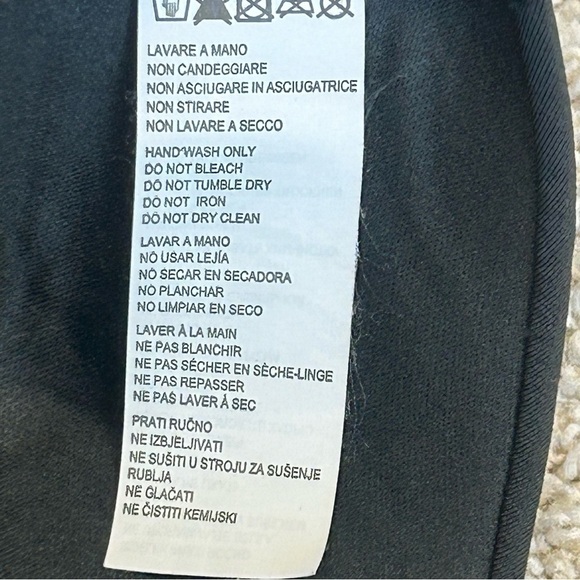 LAVARE A MANO
NON CANDEGGIARE
NON ASCIUGARE IN ASCIUGATRICE
NON STIRARE
NON LAVARE A SECCO
HAND WASH ONLY
DO NOT BLEACH
DO NOT TUMBLE DRY
DO NOT IRON
DO NOT DRY CLEAN
LAVAR A MANO
NO USAR LEJÍA
NO SECAR EN SECADORA
NO PLANCHAR
NO LIMPIAR EN SECO
LAVER À LA MAIN
NE PAS BLANCHIR
NE PAS SÉCHER EN SÈCHE-LINGE
NE PAS REPASSER
NE PAS LAVER À SEC
PRATI RUČNO
NE IZBJELJIVATI
NE SUŠITI U STROJU ZA SUŠENJE
RUBLJA
NE GLAČATI
NE ČISTITI KEMIJSKI